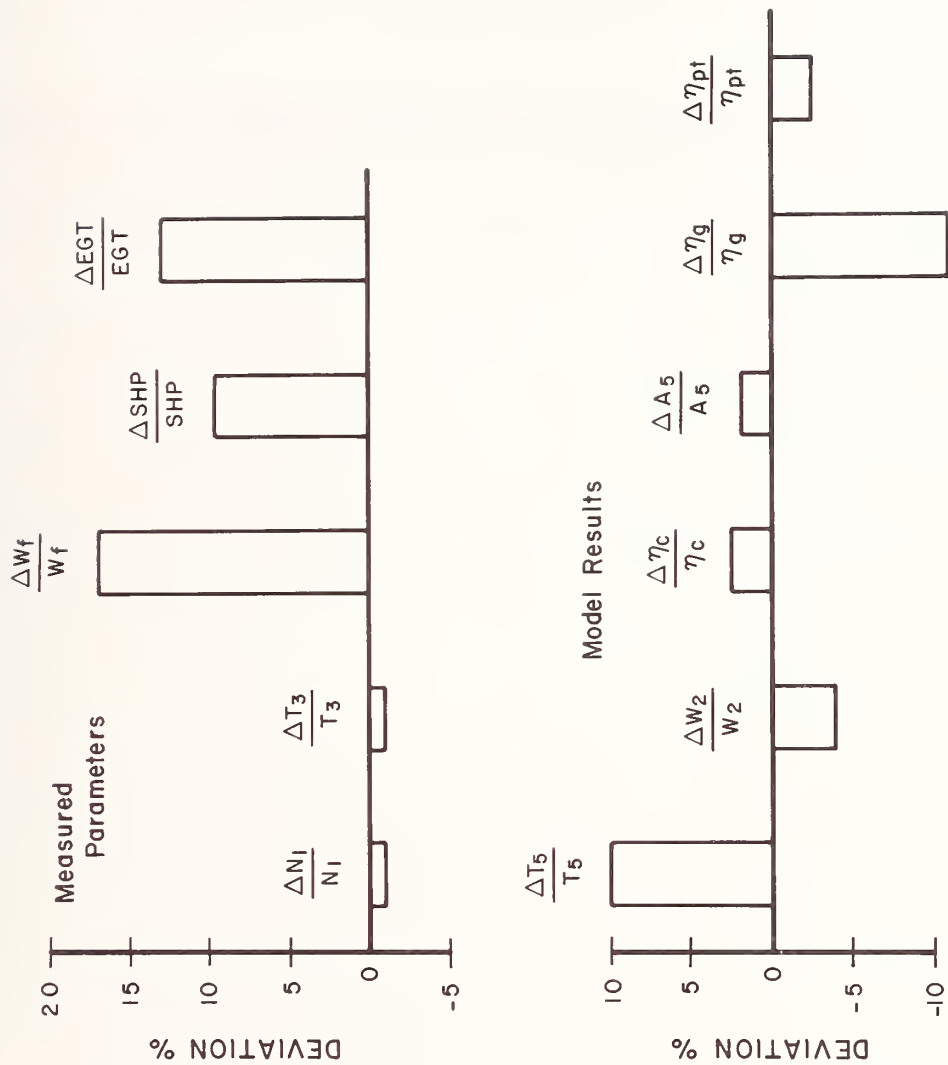 Measured
Parameters
DEVIATION %
20
15
10
5
0
-5
ΔN1
N1
ΔT3
T3
ΔWf
Wf
ΔSHP
SHP
ΔEGT
EGT
Model Results
DEVIATION %
10
5
0
-5
-10
ΔT5
T5
ΔW2
W2
Δηc
ηc
ΔA5
A5
Δηg
ηg
Δηpt
ηpt